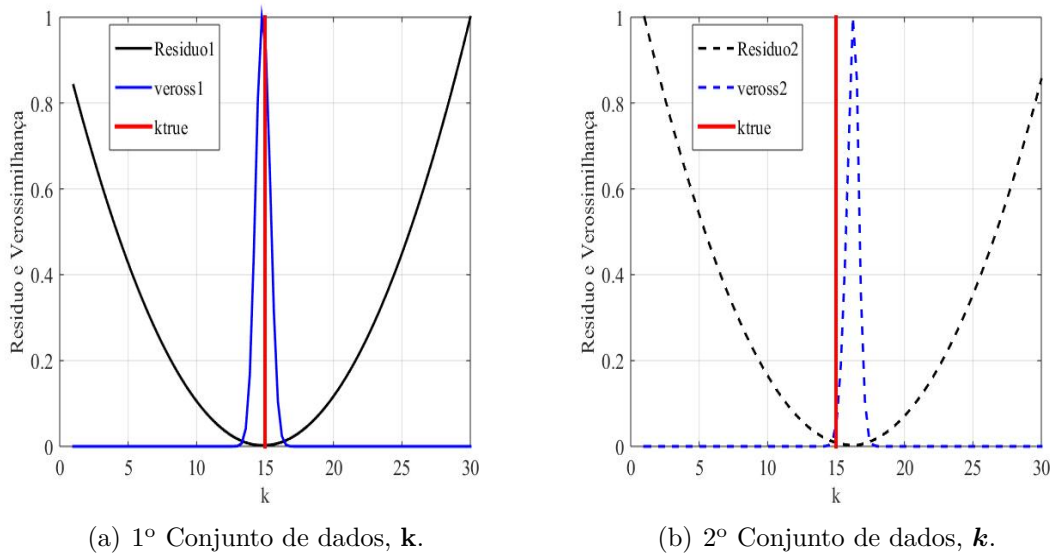 Residuo e Verossimilhança
1
0.8
0.6
0.4
0.2
0
Residuo1
veross1
ktrue
0 5 10 15 20 25 30
k
(a) 1º Conjunto de dados, k.
Residuo e Verossimilhança
1
0.8
0.6
0.4
0.2
0
Residuo2
veross2
ktrue
0 5 10 15 20 25 30
k
(b) 2º Conjunto de dados, k.